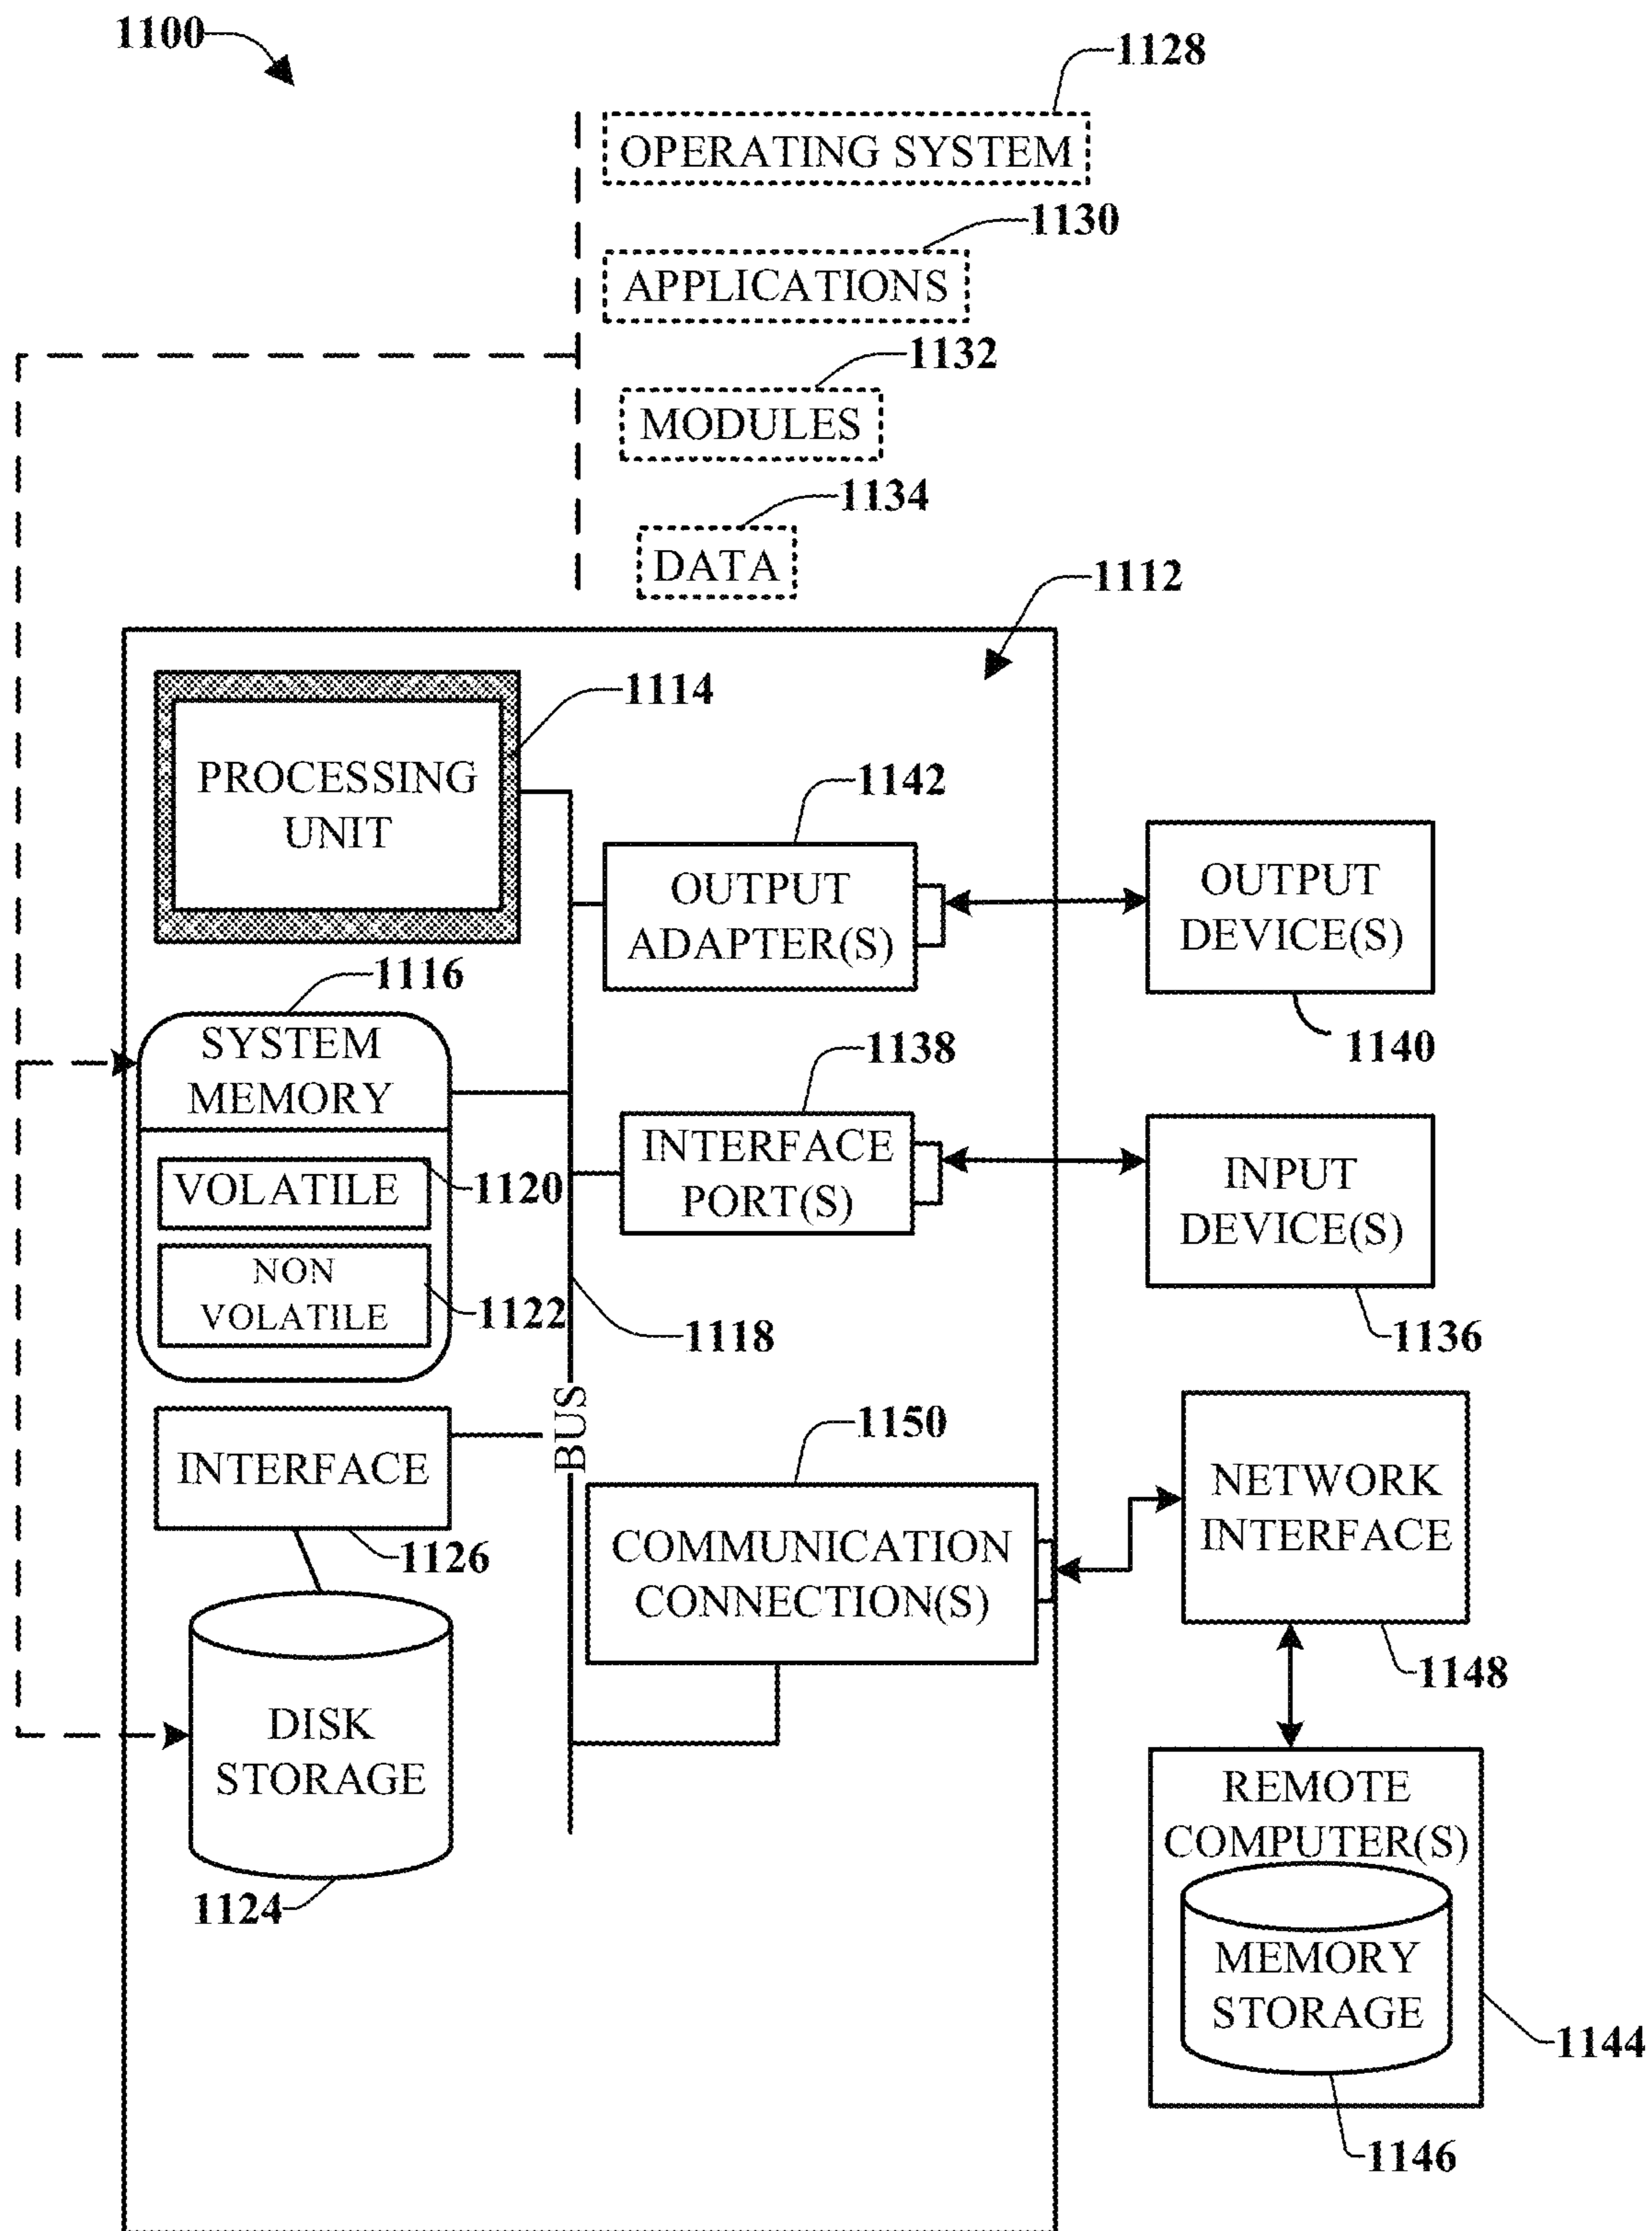 1100
1128
OPERATING SYSTEM
1130
APPLICATIONS
1132
MODULES
1134
DATA
1112
1114
PROCESSING
UNIT
1142
OUTPUT
ADAPTER(S)
OUTPUT
DEVICE(S)
1140
1116
SYSTEM
MEMORY
VOLATILE
1120
NON
VOLATILE
1122
1138
INTERFACE
PORT(S)
INPUT
DEVICE(S)
1136
1118
BUS
INTERFACE
1126
1150
COMMUNICATION
CONNECTION(S)
NETWORK
INTERFACE
1148
DISK
STORAGE
1124
REMOTE
COMPUTER(S)
MEMORY
STORAGE
1144
1146